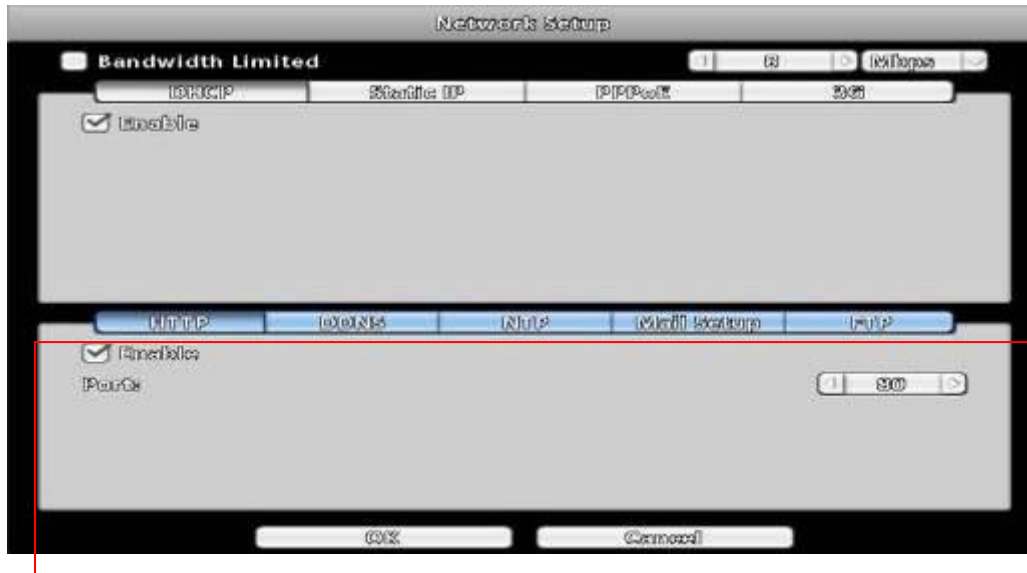 Network Setup
Bandwidth Limited 2 Mbps
DHCP Static IP PPPoE 3G
Enable
HTTP DDNS NTP Mail Setup FTP
Enable
Port: 80
OK Cancel